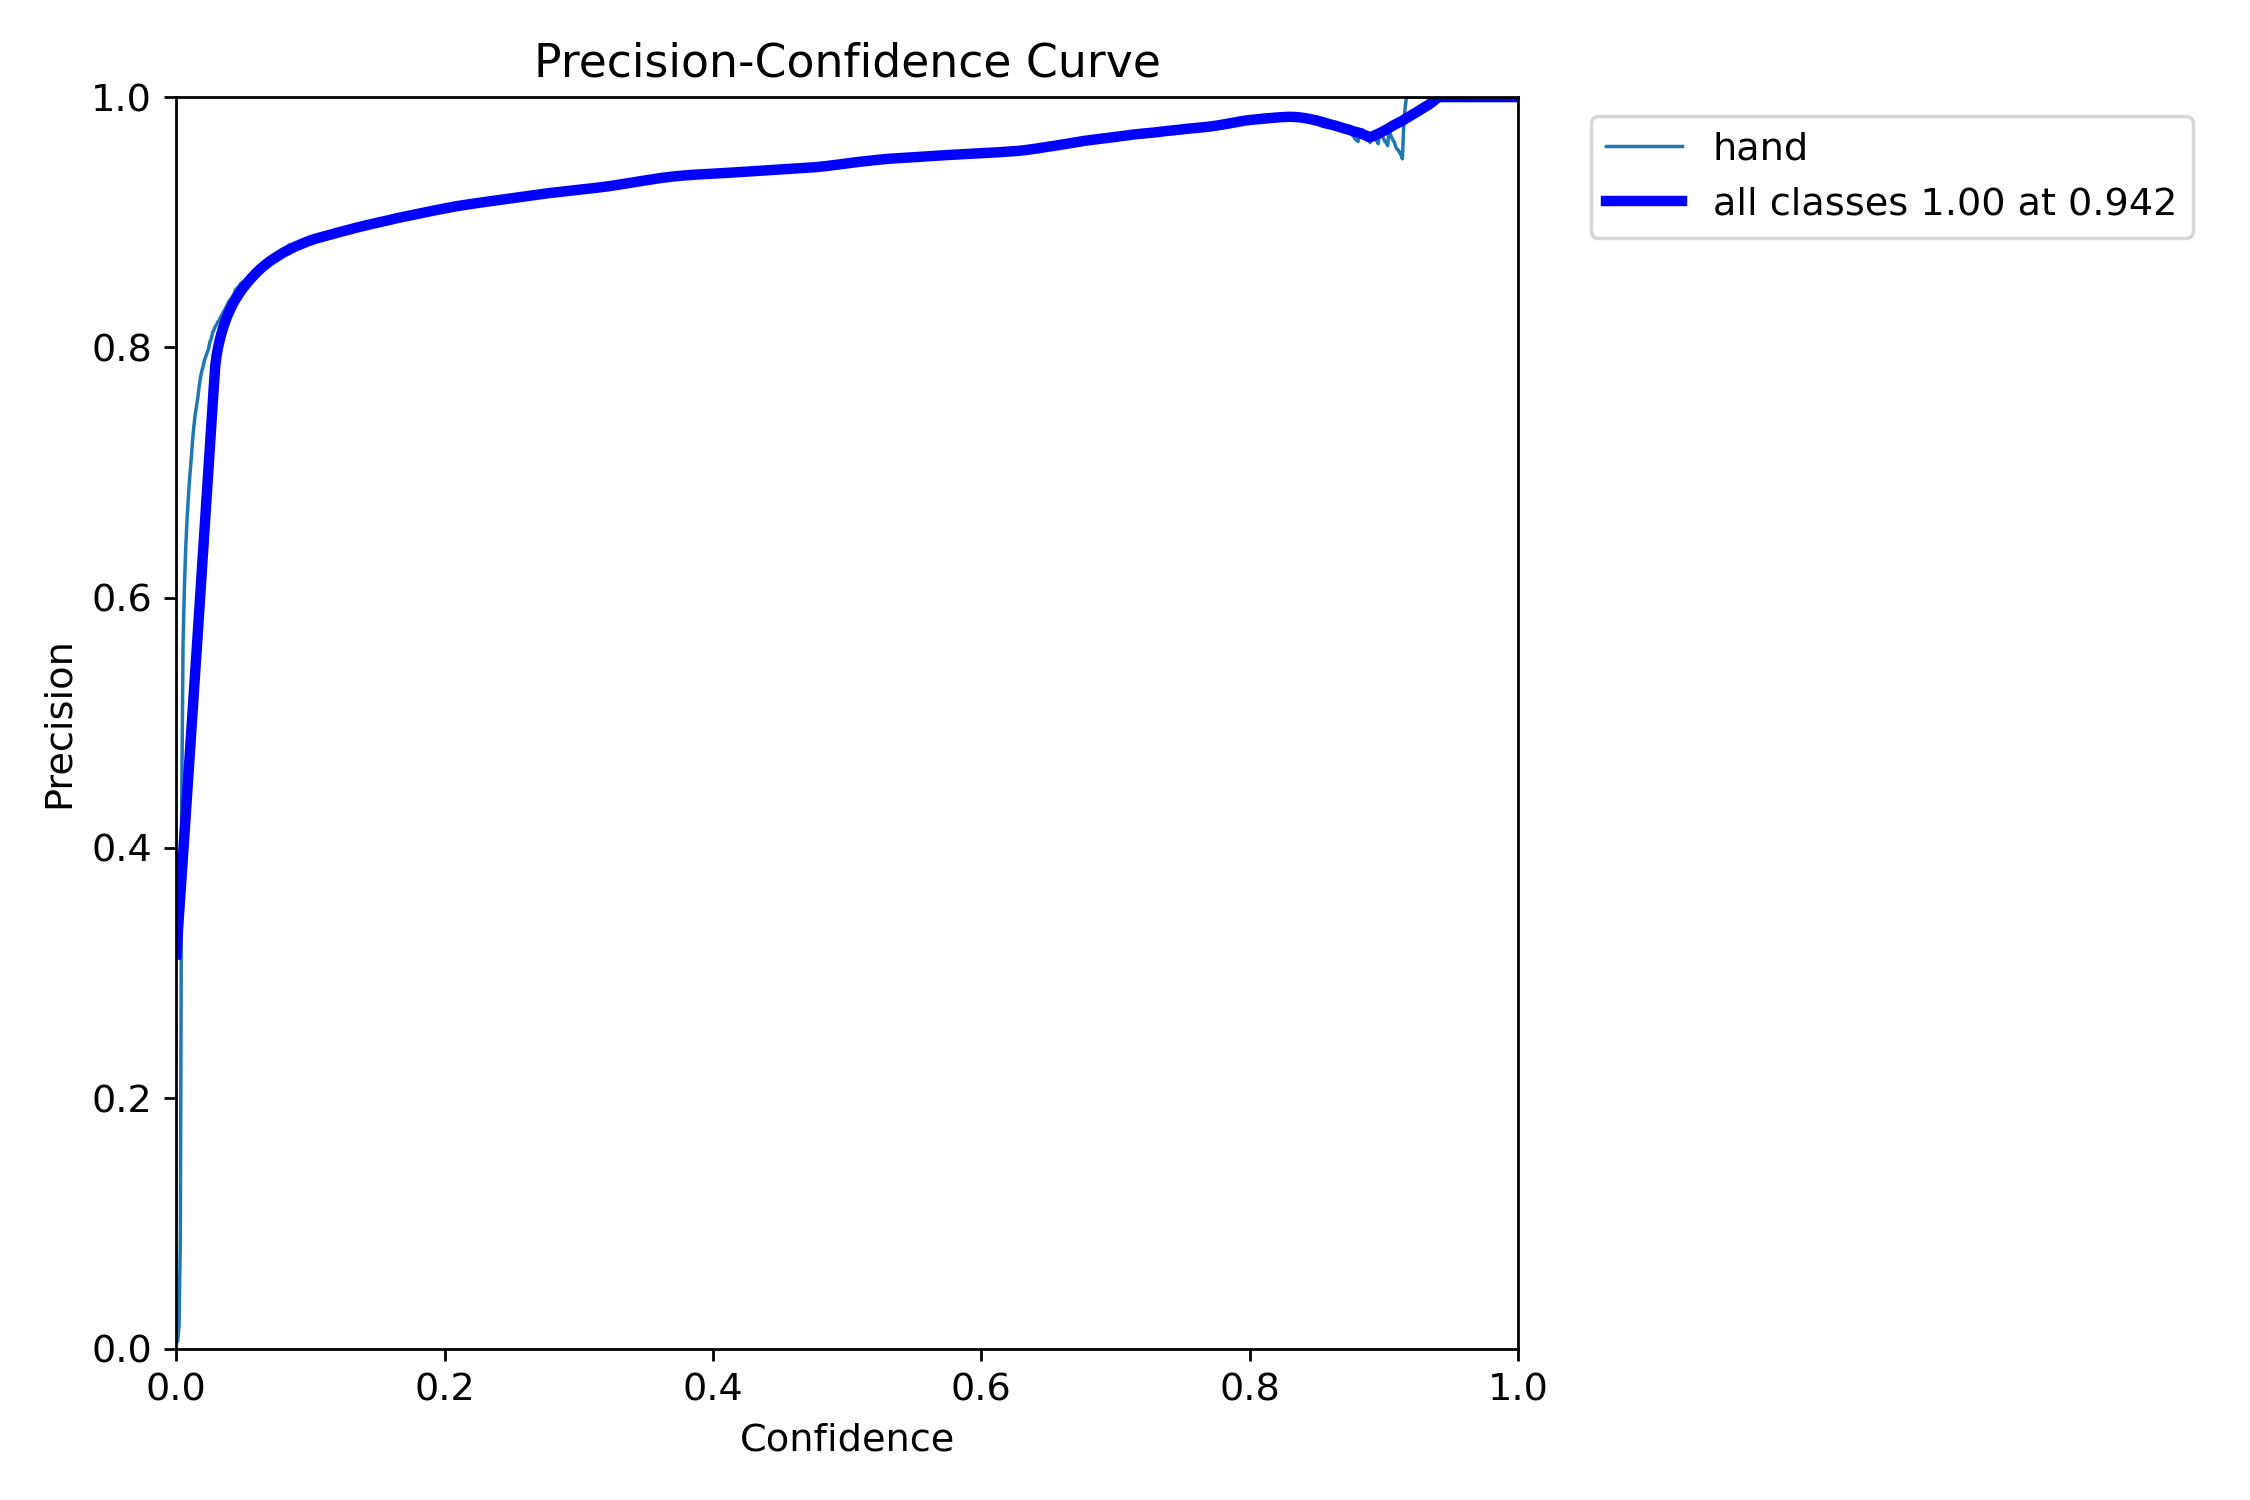 Precision-Confidence Curve
1.0
0.8
0.6
0.4
0.2
0.0
Precision
0.0 0.2 0.4 0.6 0.8 1.0
Confidence
hand
all classes 1.00 at 0.942